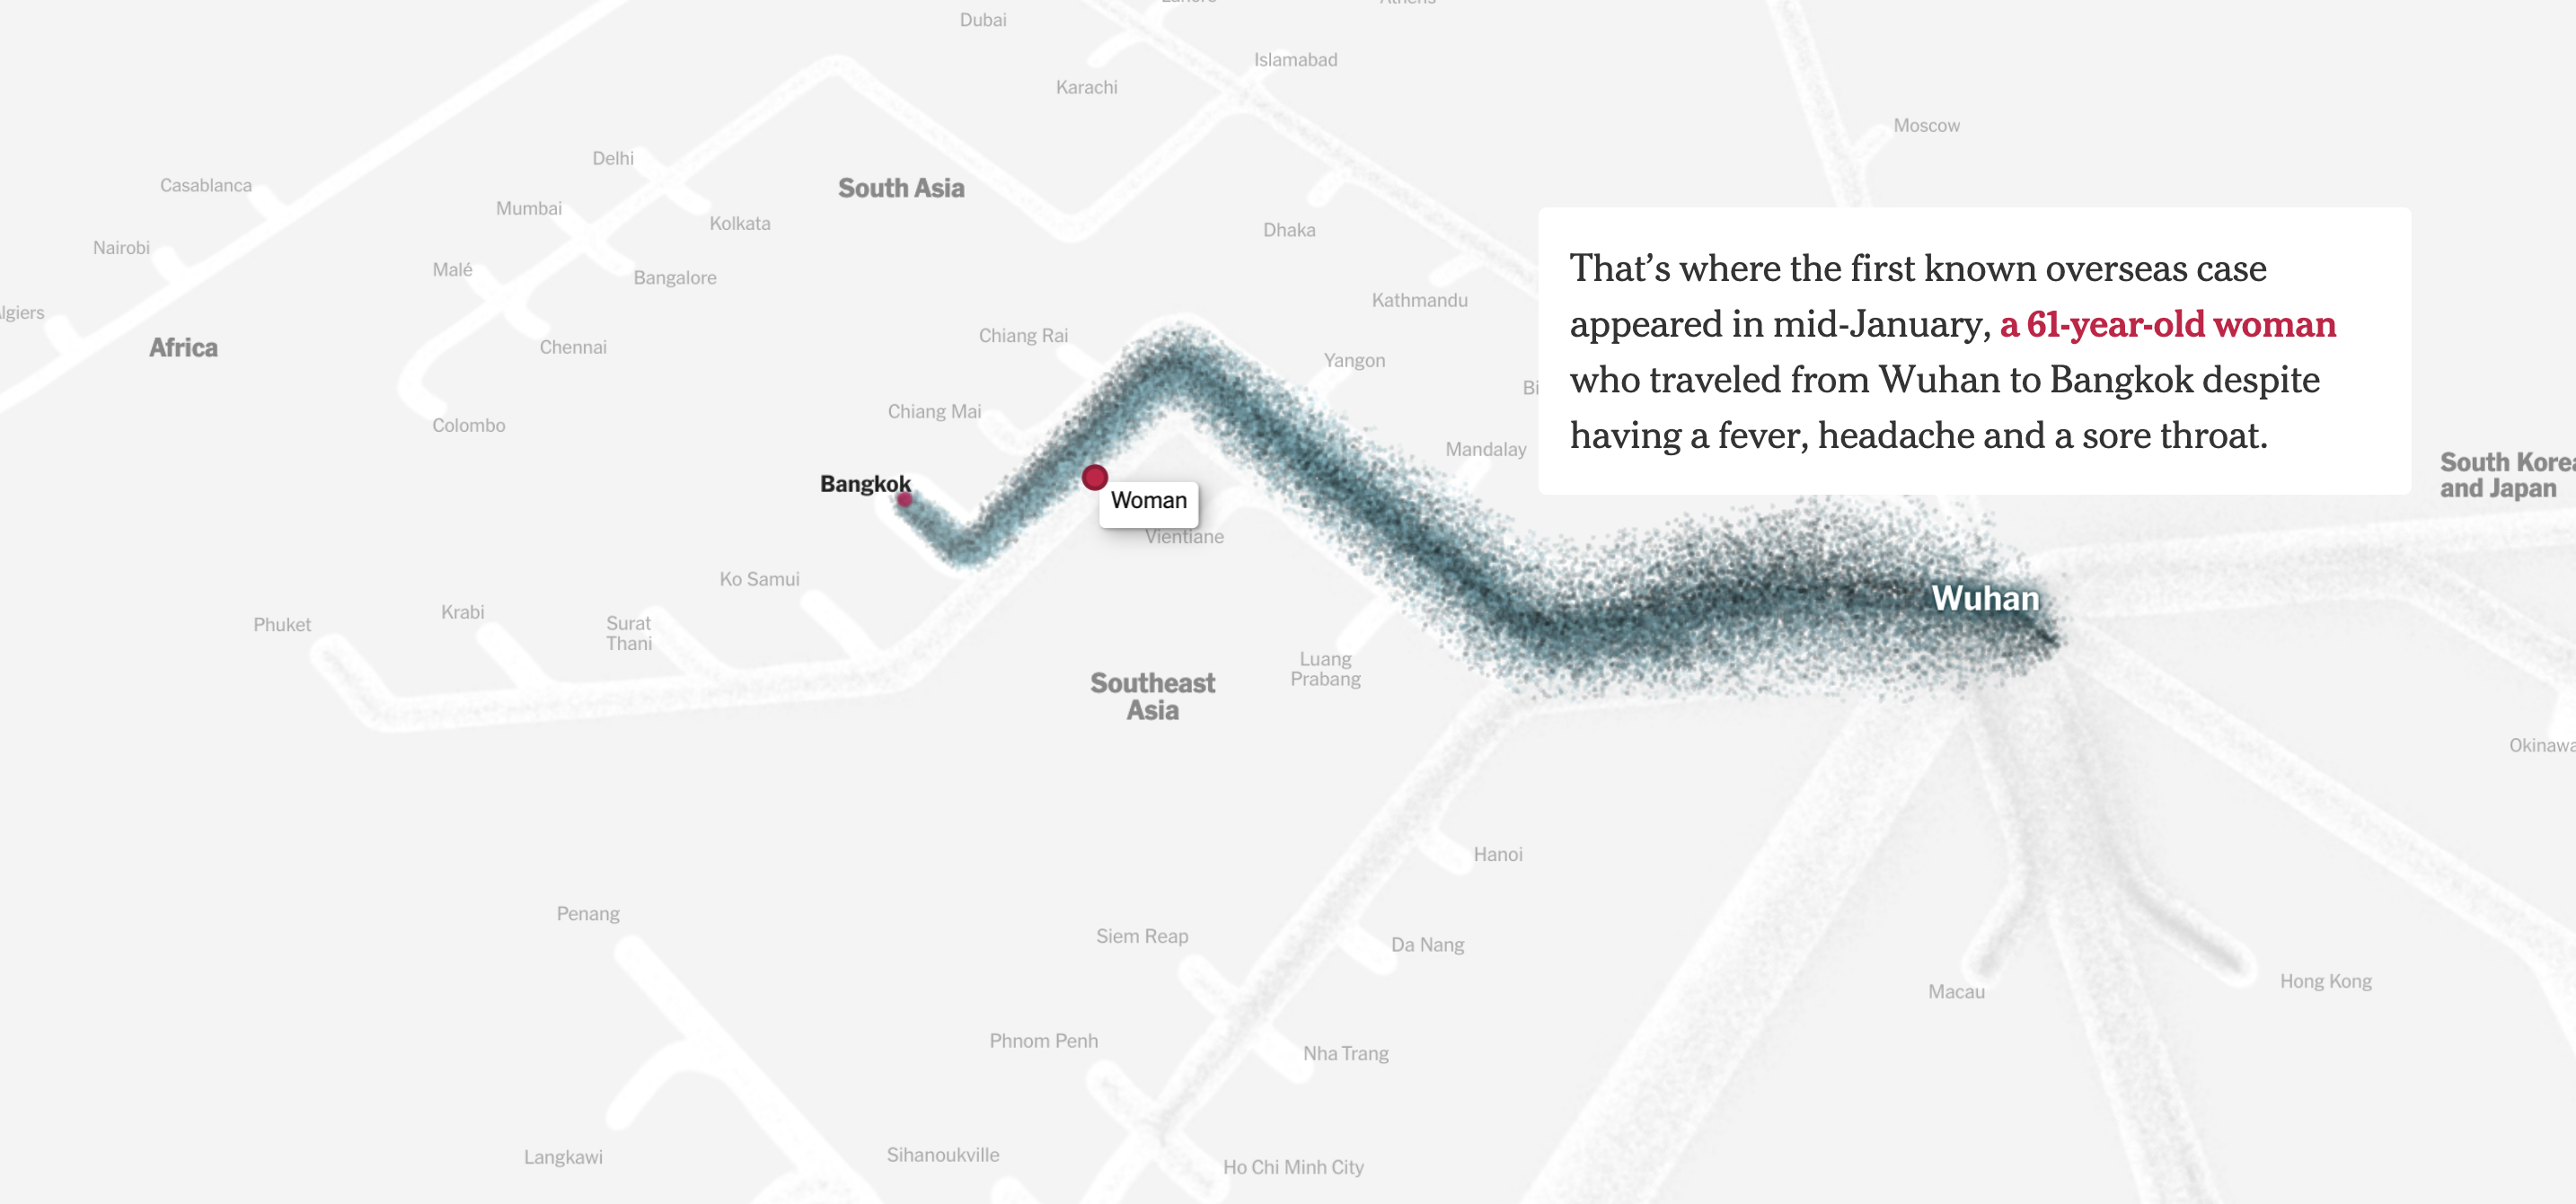 Dubai
Karachi
Islamabad
Moscow
Casablanca
Delhi
Mumbai
South Asia
Kolkata
Nairobi
Malé
Bangalore
Dhaka
Kathmandu
Africa
Chennai
Colombo
Chiang Rai
Yangon
Chiang Mai
Mandalay
That’s where the first known overseas case
appeared in mid-January, a 61-year-old woman
who traveled from Wuhan to Bangkok despite
having a fever, headache and a sore throat.
Bangkok
Woman
Vientiane
South Korea
and Japan
Wuhan
Ko Samui
Krabi
Phuket
Surat
Thani
Luang
Prabang
Southeast
Asia
Okinawa
Hanoi
Penang
Siem Reap
Da Nang
Macau
Hong Kong
Phnom Penh
Nha Trang
Langkawi
Sihanoukville
Ho Chi Minh City